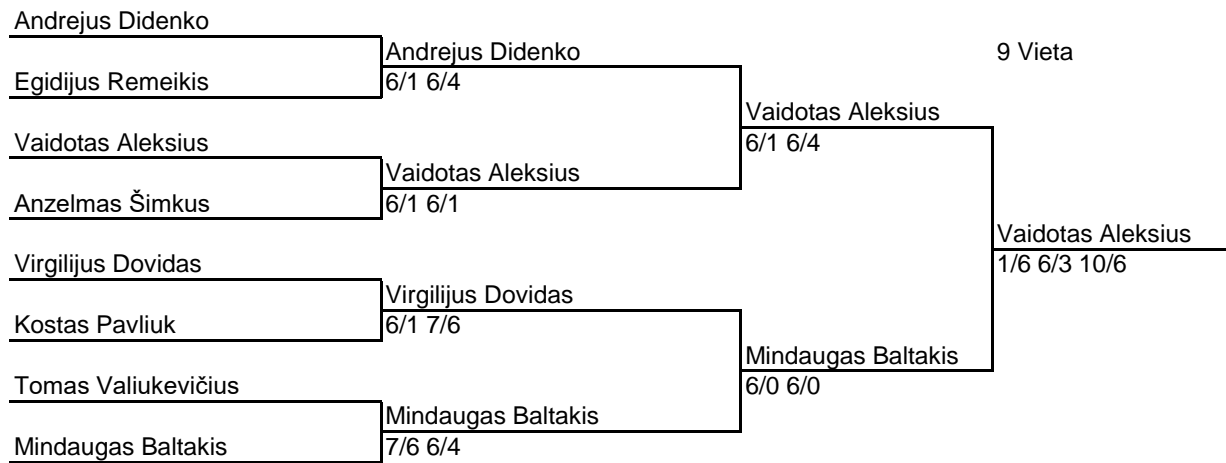 Andrejus Didenko
Andrejus Didenko
9 Vieta
Egidijus Remeikis
6/1 6/4
Vaidotas Aleksius
Vaidotas Aleksius
6/1 6/4
Vaidotas Aleksius
Anzelmas Šimkus
6/1 6/1
Vaidotas Aleksius
Virgilijus Dovidas
1/6 6/3 10/6
Virgilijus Dovidas
Kostas Pavliuk
6/1 7/6
Mindaugas Baltakis
Tomas Valiukevičius
6/0 6/0
Mindaugas Baltakis
Mindaugas Baltakis
7/6 6/4